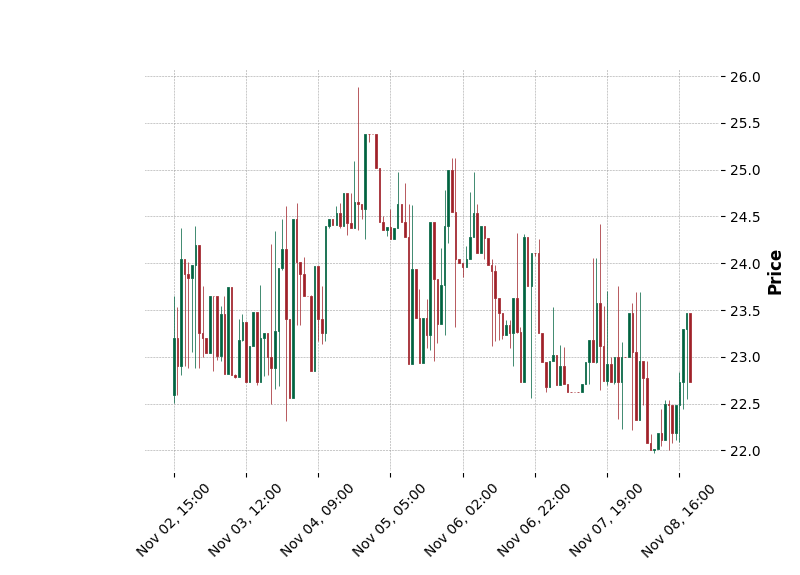 26.0
25.5
25.0
24.5
24.0
23.5
23.0
22.5
22.0
Price
Nov 02, 15:00
Nov 03, 12:00
Nov 04, 09:00
Nov 05, 05:00
Nov 06, 02:00
Nov 06, 22:00
Nov 07, 19:00
Nov 08, 16:00